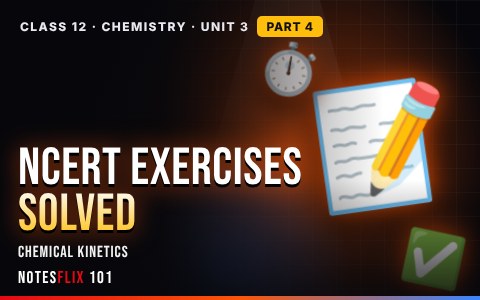 CLASS 12 · CHEMISTRY · UNIT 3 PART 4
NCERT EXERCISES
SOLVED
CHEMICAL KINETICS
NOTESFLIX 101